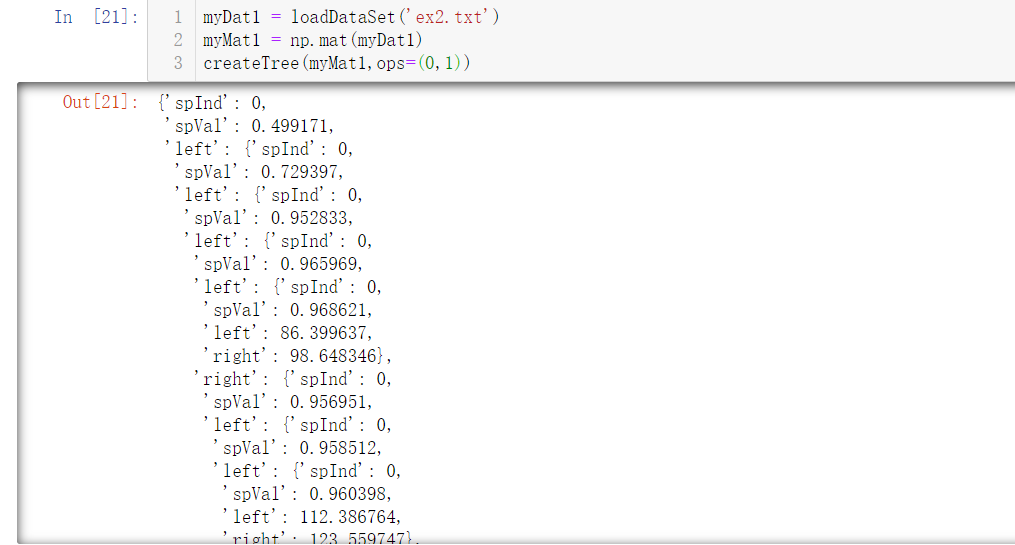 In [21]:
1 myDat1 = loadDataSet('ex2.txt')
2 myMat1 = np.mat(myDat1)
3 createTree(myMat1,ops=(0,1))
Out[21]: {'spInd': 0,
'spVal': 0.499171,
'left': {'spInd': 0,
'spVal': 0.729397,
'left': {'spInd': 0,
'spVal': 0.952833,
'left': {'spInd': 0,
'spVal': 0.965969,
'left': {'spInd': 0,
'spVal': 0.968621,
'left': 86.399637,
'right': 98.648346},
'right': {'spInd': 0,
'spVal': 0.956951,
'left': {'spInd': 0,
'spVal': 0.958512,
'left': {'spInd': 0,
'spVal': 0.960398,
'left': 112.386764,
'right': 123.559747},